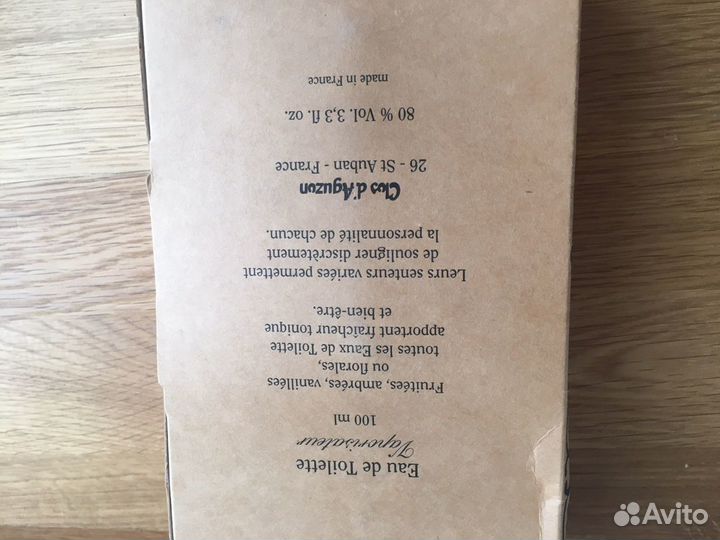 Eau de Toilette
Vaporisateur
100 ml
Fruitées, ambrées, vanillées
ou florales,
toutes les Eaux de Toilette
apportent fraîcheur tonique
et bien-être.
Leurs senteurs variées permettent
de souligner discrètement
la personnalité de chacun.
Clos d'Aguzon
26 - St Auban - France
80 % Vol. 3,3 fl. oz.
made in France
Avito